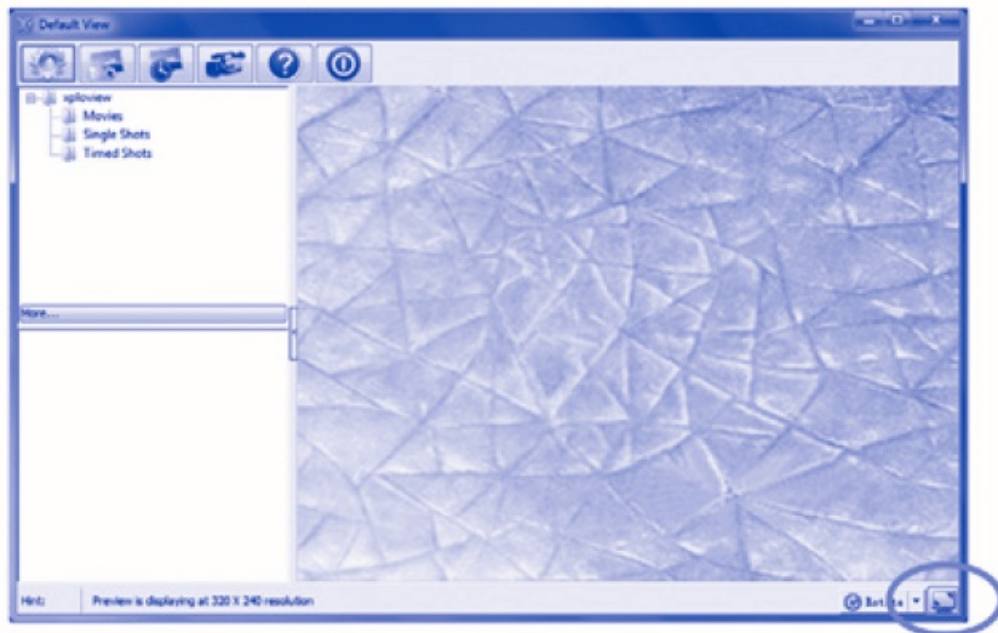 Default View
xploview
Movies
Single Shots
Timed Shots
More...
Hint: Preview is displaying at 320 X 240 resolution